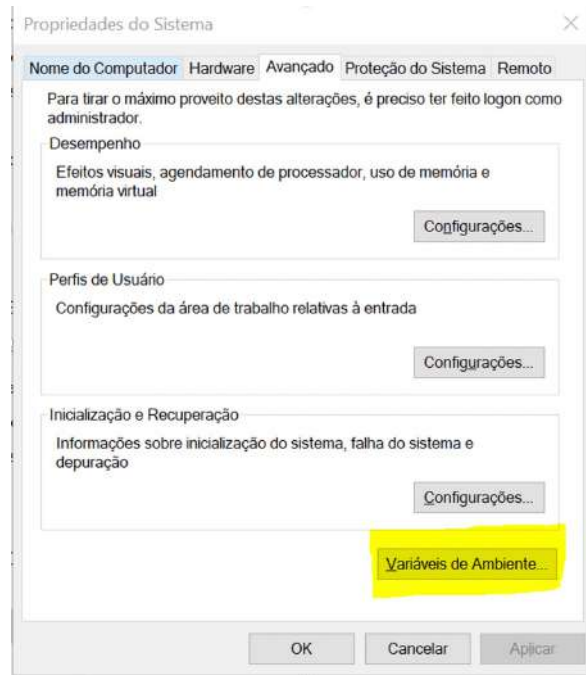 Propriedades do Sistema
Nome do Computador Hardware Avançado Proteção do Sistema Remoto
Para tirar o máximo proveito destas alterações, é preciso ter feito logon como
administrador.
Desempenho
Efeitos visuais, agendamento de processador, uso de memória e
memória virtual
Configurações...
Perfis de Usuário
Configurações da área de trabalho relativas à entrada
Configurações...
Inicialização e Recuperação
Informações sobre inicialização do sistema, falha do sistema e
depuração
Configurações...
Variáveis de Ambiente...
OK Cancelar Aplicar